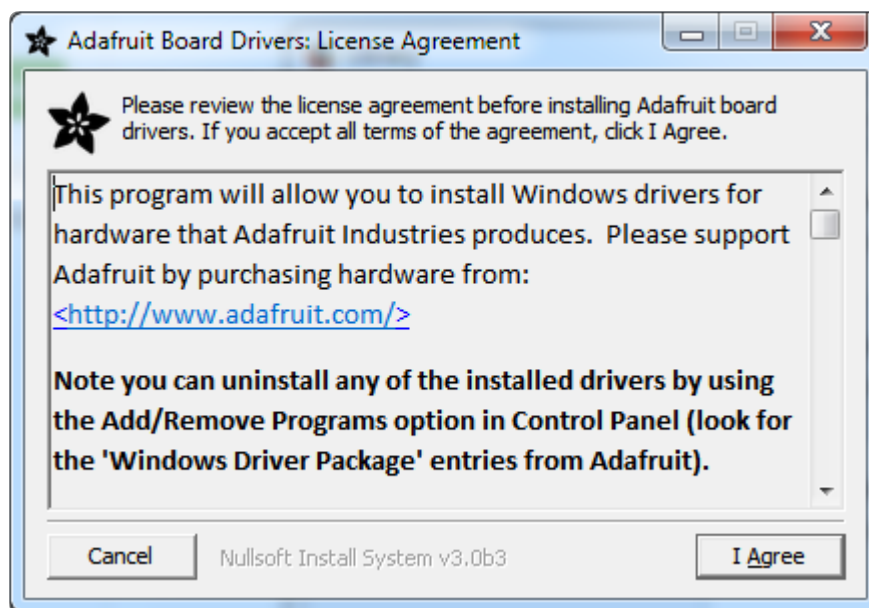 Adafruit Board Drivers: License Agreement
Please review the license agreement before installing Adafruit board
drivers. If you accept all terms of the agreement, click I Agree.
This program will allow you to install Windows drivers for
hardware that Adafruit Industries produces.  Please support
Adafruit by purchasing hardware from:
<http://www.adafruit.com/>
Note you can uninstall any of the installed drivers by using
the Add/Remove Programs option in Control Panel (look for
the 'Windows Driver Package' entries from Adafruit).
Cancel Nullsoft Install System v3.0b3 I Agree